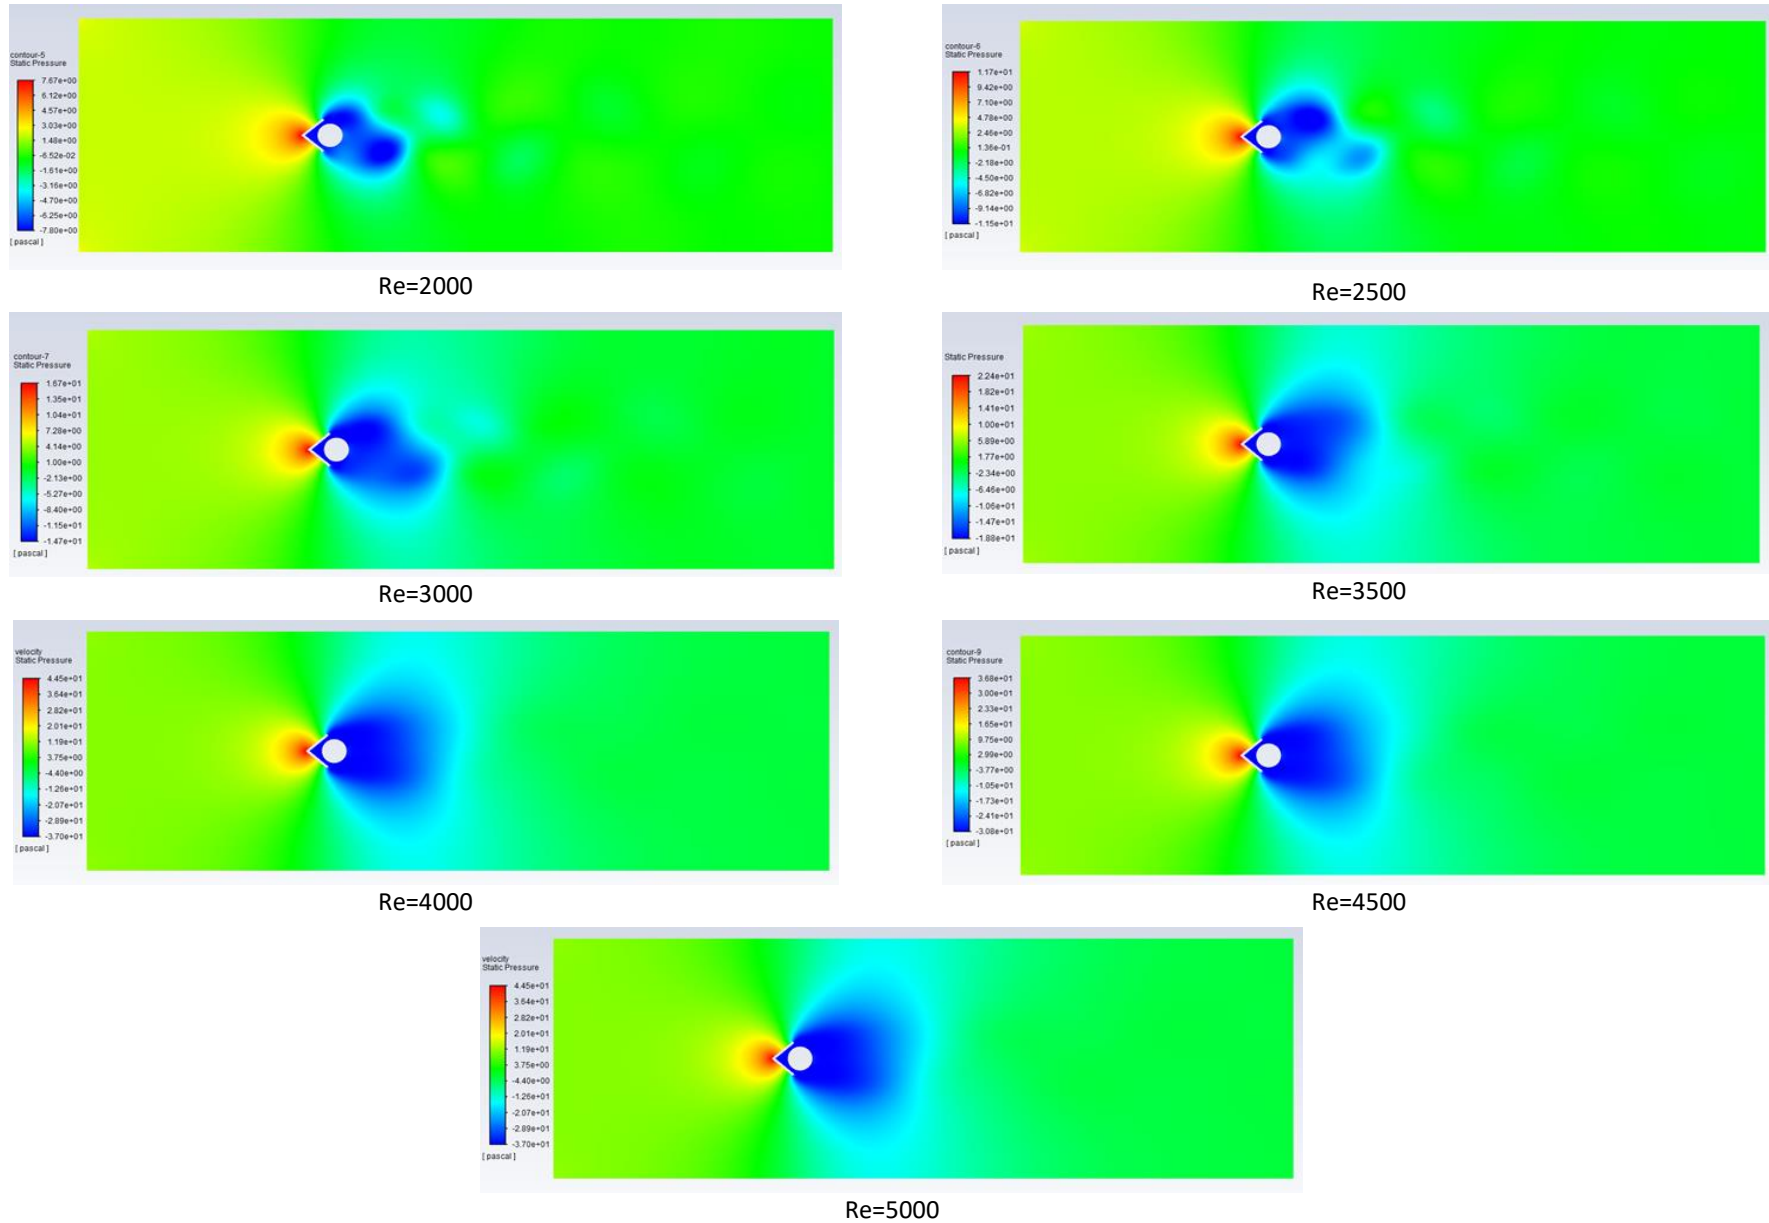 contour-5
Static Pressure
7.67e+00
6.12e+00
4.57e+00
3.03e+00
1.48e+00
-6.52e-02
-1.61e+00
-3.16e+00
-4.70e+00
-6.25e+00
-7.80e+00
[ pascal ]
Re=2000
contour-6
Static Pressure
1.17e+01
9.42e+00
7.10e+00
4.78e+00
2.46e+00
1.36e-01
-2.18e+00
-4.50e+00
-6.82e+00
-9.14e+00
-1.15e+01
[ pascal ]
Re=2500
contour-7
Static Pressure
1.67e+01
1.35e+01
1.04e+01
7.28e+00
4.14e+00
1.00e+00
-2.13e+00
-5.27e+00
-8.40e+00
-1.15e+01
-1.47e+01
[ pascal ]
Re=3000
Static Pressure
2.24e+01
1.82e+01
1.41e+01
1.00e+01
5.89e+00
1.77e+00
-2.34e+00
-6.46e+00
-1.06e+01
-1.47e+01
-1.88e+01
[ pascal ]
Re=3500
velocity
Static Pressure
4.45e+01
3.64e+01
2.82e+01
2.01e+01
1.19e+01
3.75e+00
-4.40e+00
-1.26e+01
-2.07e+01
-2.89e+01
-3.70e+01
[ pascal ]
Re=4000
contour-9
Static Pressure
3.68e+01
3.00e+01
2.33e+01
1.65e+01
9.75e+00
2.99e+00
-3.77e+00
-1.05e+01
-1.73e+01
-2.41e+01
-3.08e+01
[ pascal ]
Re=4500
velocity
Static Pressure
4.45e+01
3.64e+01
2.82e+01
2.01e+01
1.19e+01
3.75e+00
-4.40e+00
-1.26e+01
-2.07e+01
-2.89e+01
-3.70e+01
[ pascal ]
Re=5000